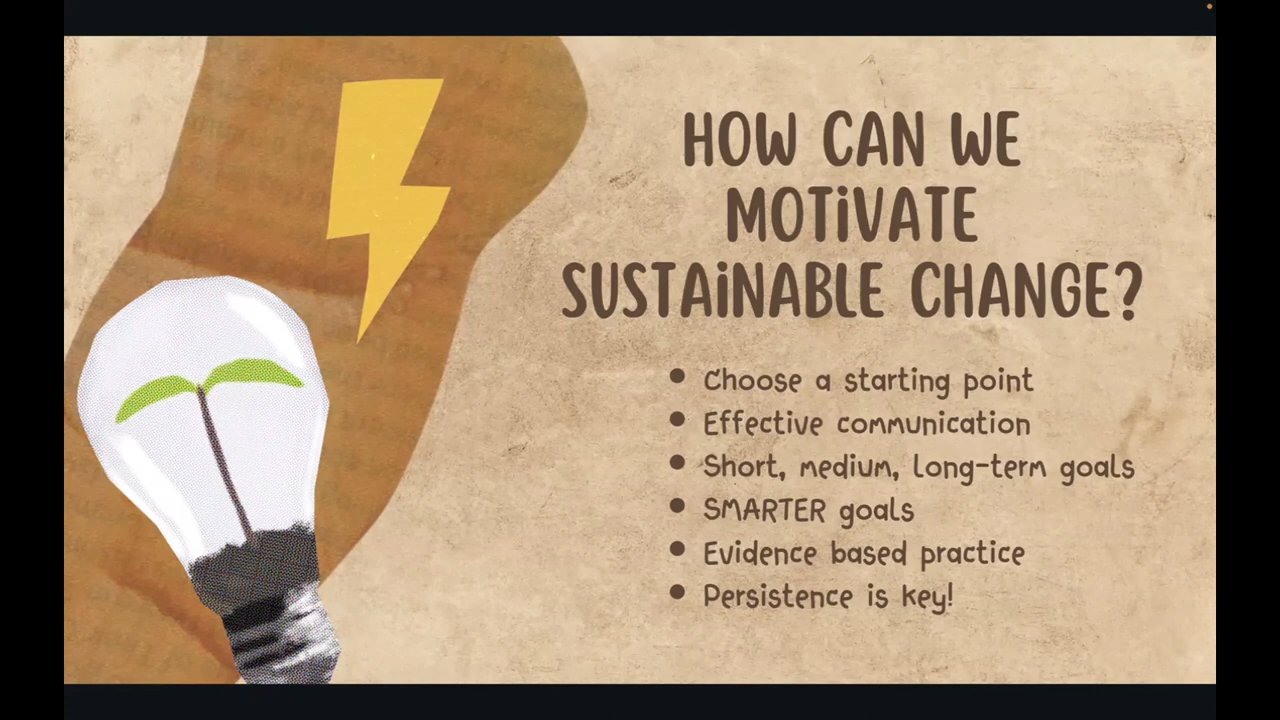 HOW CAN WE
MOTiVATE
SUSTAiNABLE CHANGE?
• Choose a starting point
• Effective communication
• Short, medium, long-term goals
• SMARTER goals
• Evidence based practice
• Persistence is key!